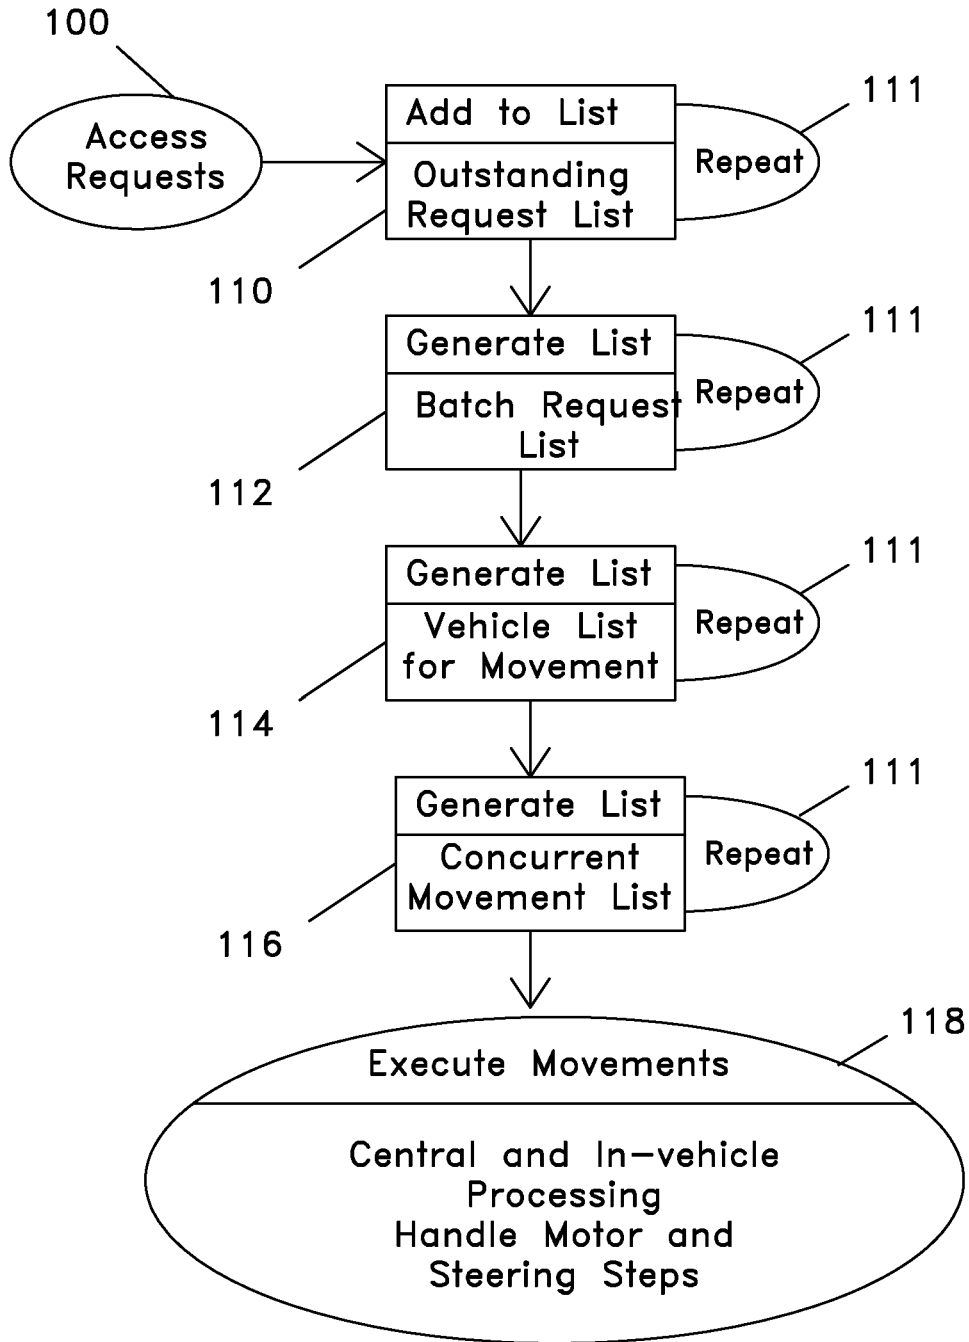 100
Access
Requests
Add to List
Outstanding
Request List
Repeat
111
110
Generate List
Batch Request
List
Repeat
111
112
Generate List
Vehicle List
for Movement
Repeat
111
114
Generate List
Concurrent
Movement List
Repeat
111
116
118
Execute Movements
Central and In-vehicle
Processing
Handle Motor and
Steering Steps